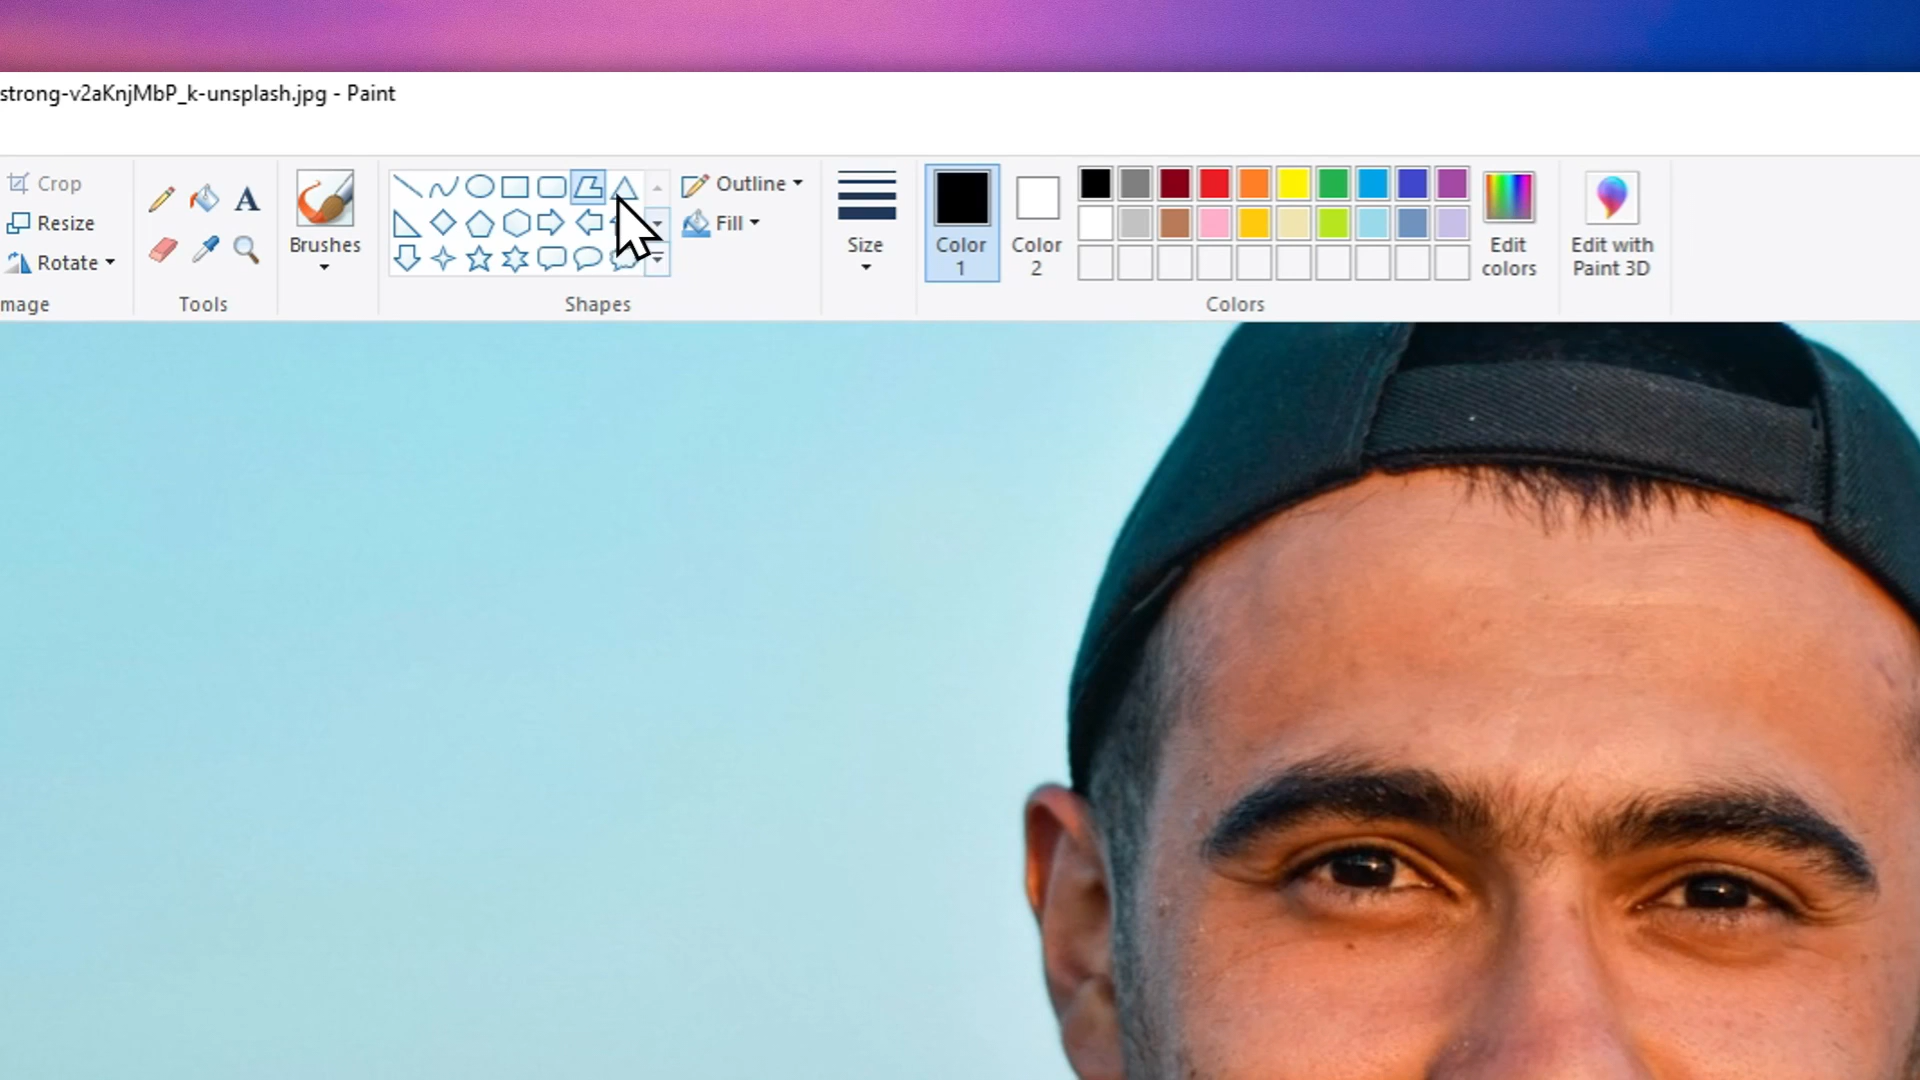 strong-v2aKnjMbP_k-unsplash.jpg - Paint
Crop
Resize
Rotate
mage
A
Tools
Brushes
Shapes
Outline
Fill
Size
Color
1
Color
2
Colors
Edit
colors
Edit with
Paint 3D